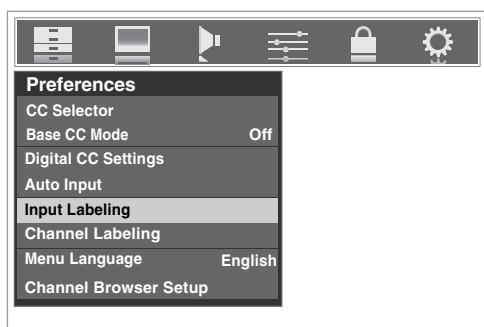 Preferences
CC Selector
Base CC Mode Off
Digital CC Settings
Auto Input
Input Labeling
Channel Labeling
Menu Language English
Channel Browser Setup